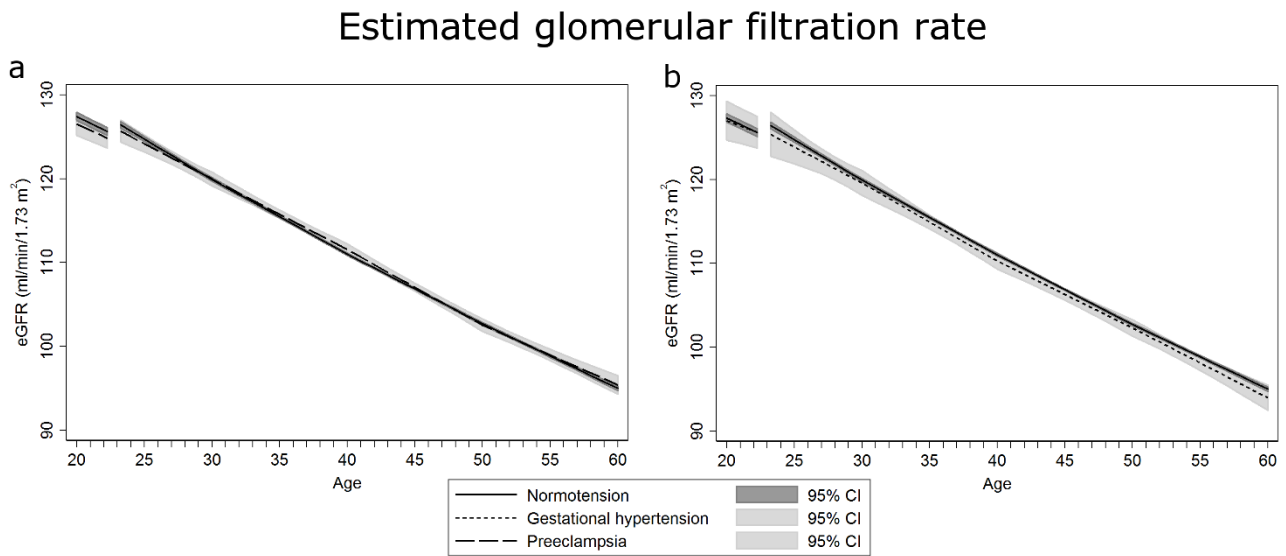 Estimated glomerular filtration rate
a
eGFR (ml/min/1.73 m²)
130
120
110
100
90
20 25 30 35 40 45 50 55 60
Age
b
eGFR (ml/min/1.73 m²)
130
120
110
100
90
20 25 30 35 40 45 50 55 60
Age
Normotension 95% CI
Gestational hypertension 95% CI
Preeclampsia 95% CI